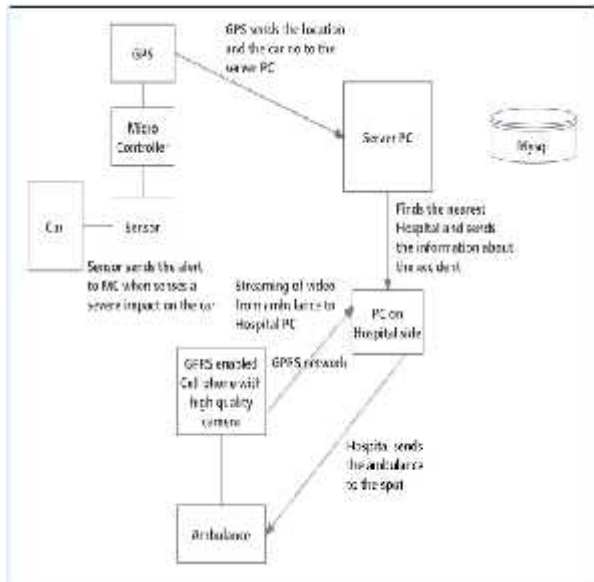 GPS sends the location
and the car no to the
server PC
GPS
Micro
Controller
Server PC
Mysq
Car
Sensor
Finds the nearest
Hospital and sends
the information about
the accident
Sensor sends the alert
to MC when senses a
severe impact on the car
Streaming of video
from ambulance to
Hospital PC
PC on
Hospital side
GPRS enabled
Cell phone with
high quality
camera
GPRS network
Hospital sends
the ambulance
to the spot
Ambulance